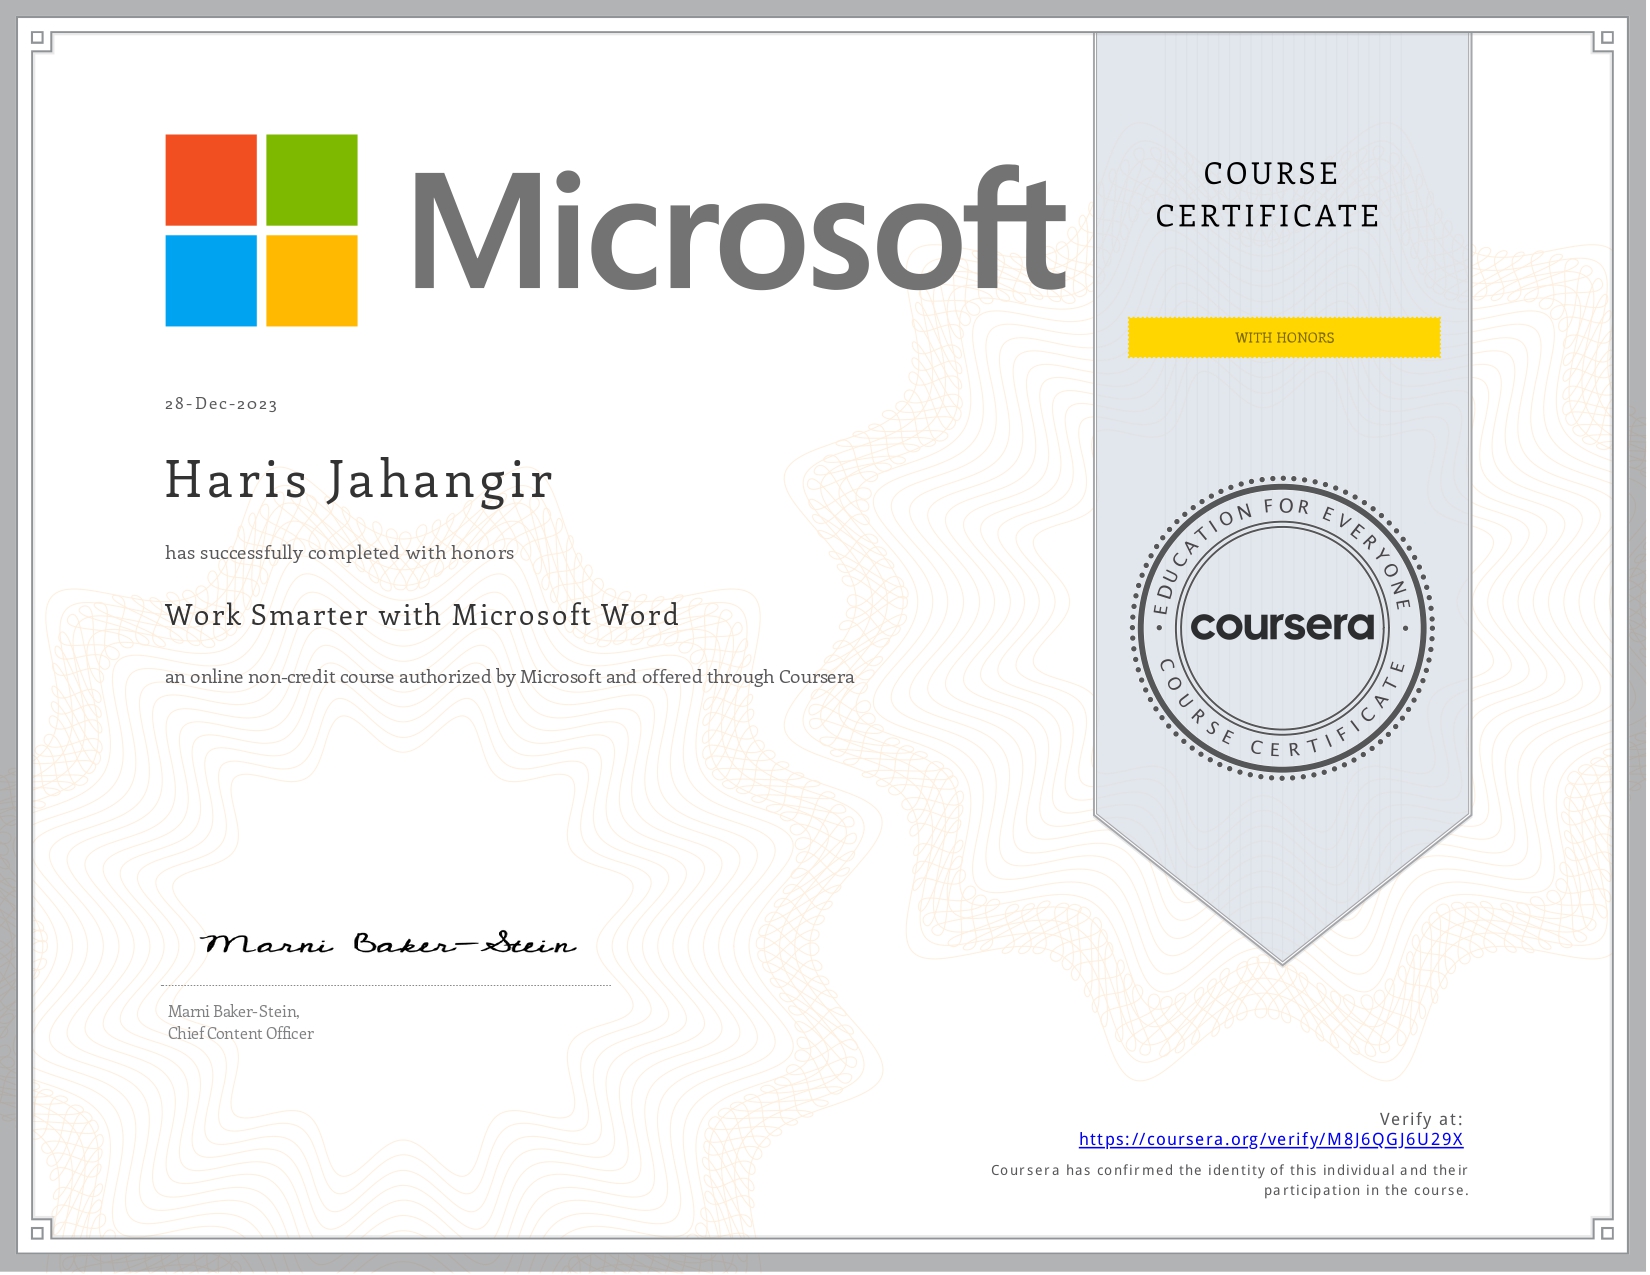 Microsoft
COURSE
CERTIFICATE
WITH HONORS
28-Dec-2023
Haris Jahangir
has successfully completed with honors
Work Smarter with Microsoft Word
an online non-credit course authorized by Microsoft and offered through Coursera
EDUCATION FOR EVERYONE
coursera
COURSE CERTIFICATE
Marni Baker-Stein
Marni Baker-Stein,
Chief Content Officer
Verify at:
https://coursera.org/verify/M8J6QGJ6U29X
Coursera has confirmed the identity of this individual and their
participation in the course.